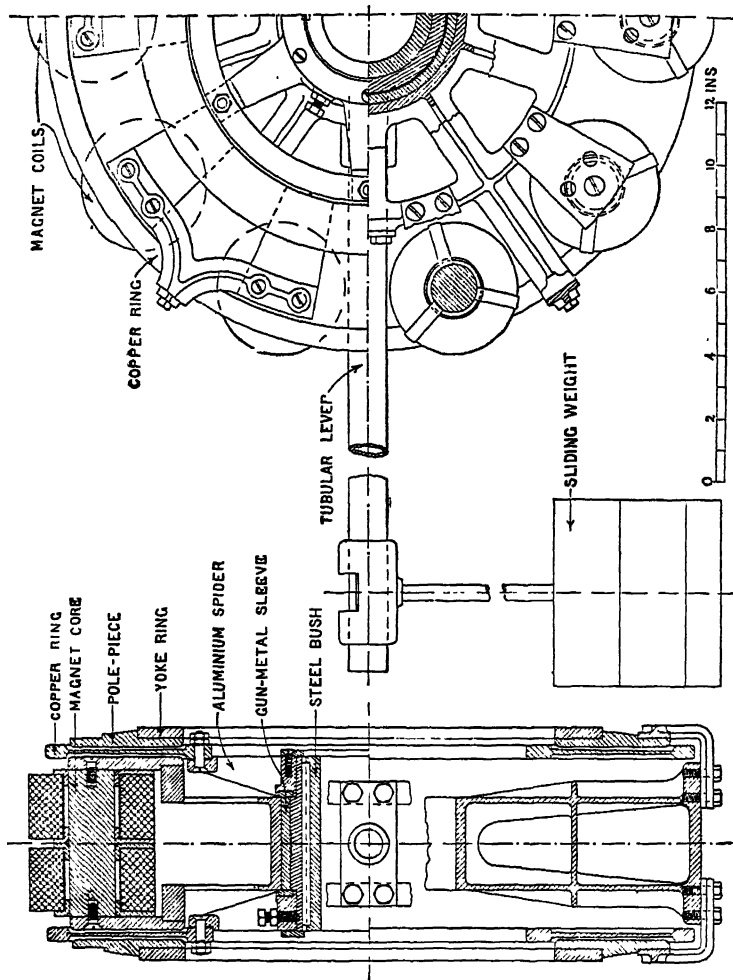 MAGNET COILS
COPPER RING
TUBULAR LEVER
SLIDING WEIGHT
0 2 4 6 8 10 12 INS
COPPER RING
MAGNET CORE
POLE-PIECE
YOKE RING
ALUMINIUM SPIDER
GUN-METAL SLEEVE
STEEL BUSH